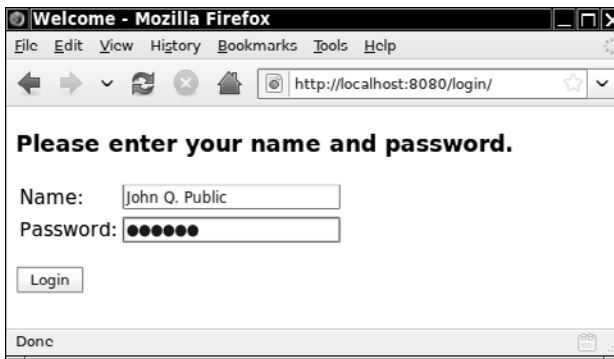 Welcome - Mozilla Firefox
File Edit View History Bookmarks Tools Help
http://localhost:8080/login/
Please enter your name and password.
Name: John Q. Public
Password: ●●●●●●
Login
Done